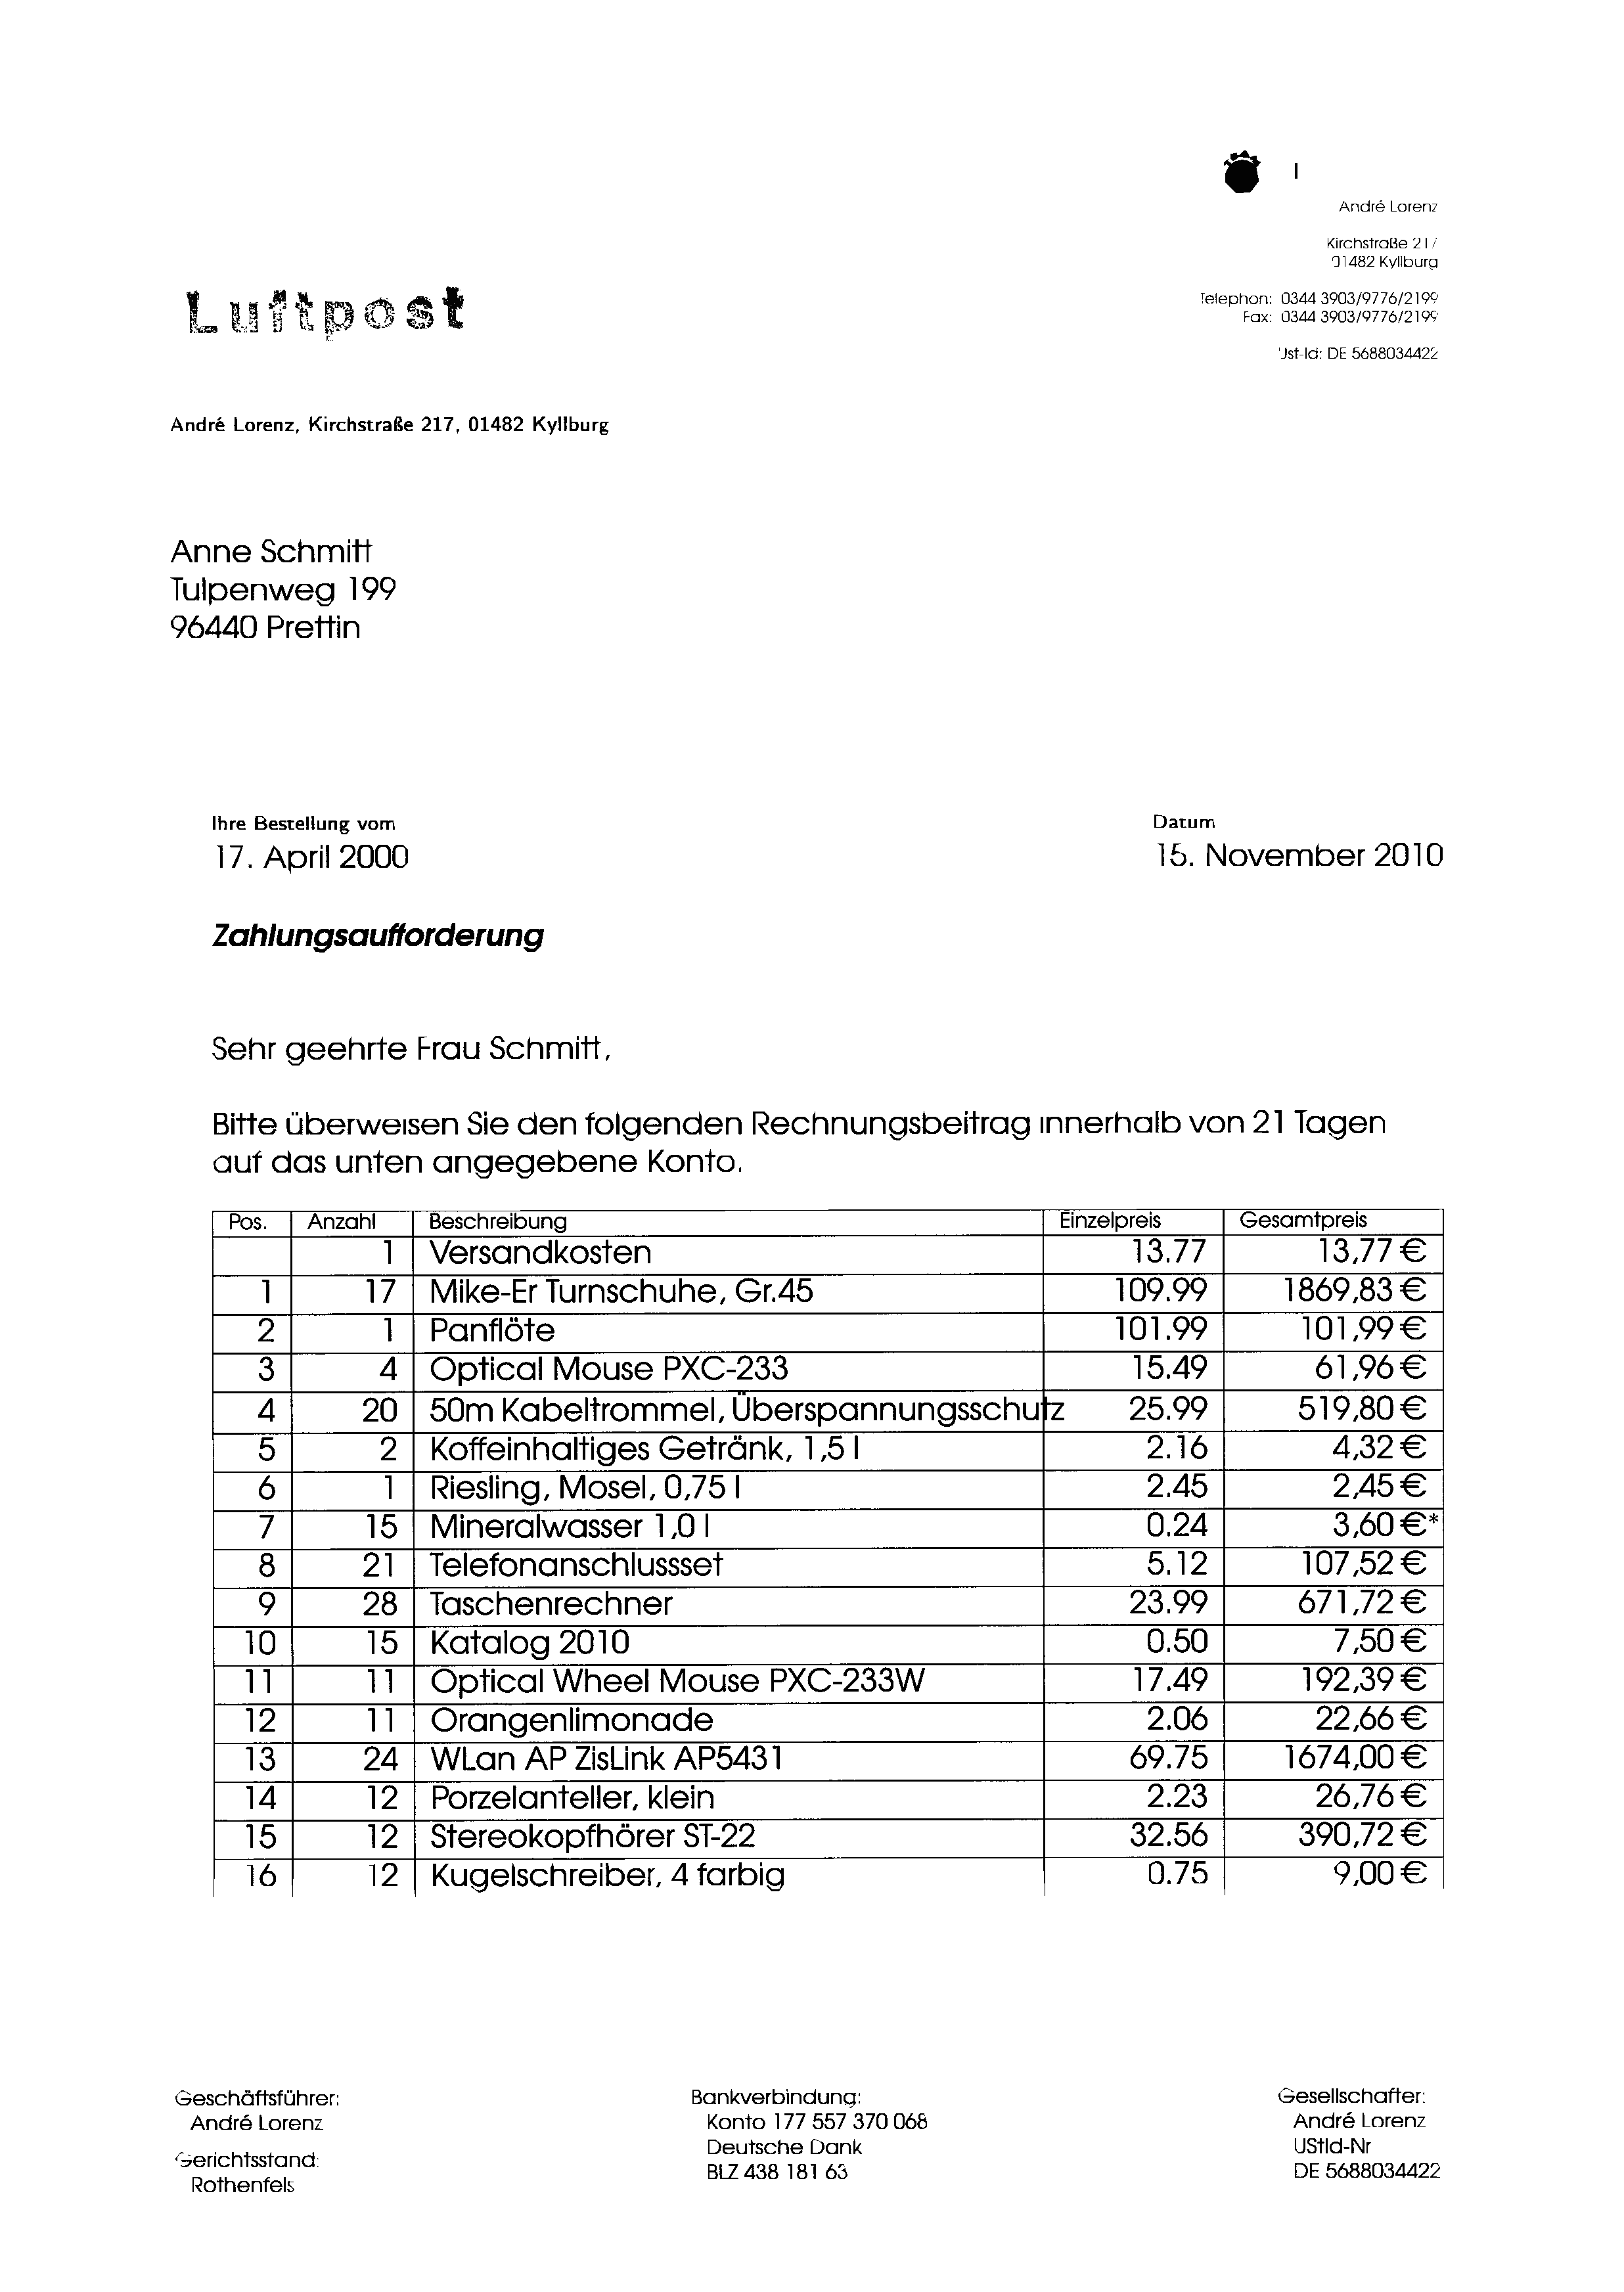 André Lorenz
Kirchstraße 217
01482 Kyllburg
Telephon: 0344 3903/9776/2199
Fax: 0344 3903/9776/2199
Ust-Id: DE 5688034422
Luftpost
André Lorenz, Kirchstraße 217, 01482 Kyllburg
Anne Schmitt
Tulpenweg 199
96440 Prettin
Ihre Bestellung vom Datum
17. April 2000 15. November 2010
Zahlungsaufforderung
Sehr geehrte Frau Schmitt,
Bitte überweisen Sie den folgenden Rechnungsbeitrag innerhalb von 21 Tagen
auf das unten angegebene Konto.
Pos. Anzahl Beschreibung Einzelpreis Gesamtpreis
1 Versandkosten 13.77 13,77 €
1 17 Mike-Er Turnschuhe, Gr.45 109.99 1869,83 €
2 1 Panflöte 101.99 101,99 €
3 4 Optical Mouse PXC-233 15.49 61,96 €
4 20 50m Kabeltrommel, Überspannungsschutz 25.99 519,80 €
5 2 Koffeinhaltiges Getränk, 1,5 l 2.16 4,32 €
6 1 Riesling, Mosel, 0,75 l 2.45 2,45 €
7 15 Mineralwasser 1,0 l 0.24 3,60 €*
8 21 Telefonanschlussset 5.12 107,52 €
9 28 Taschenrechner 23.99 671,72 €
10 15 Katalog 2010 0.50 7,50 €
11 11 Optical Wheel Mouse PXC-233W 17.49 192,39 €
12 11 Orangenlimonade 2.06 22,66 €
13 24 WLan AP ZisLink AP5431 69.75 1674,00 €
14 12 Porzelanteller, klein 2.23 26,76 €
15 12 Stereokopfhörer ST-22 32.56 390,72 €
16 12 Kugelschreiber, 4 farbig 0.75 9,00 €
Geschäftsführer:
André Lorenz
Gerichtsstand:
Rothenfels
Bankverbindung:
Konto 177 557 370 068
Deutsche Dank
BLZ 438 181 63
Gesellschafter:
André Lorenz
UStId-Nr
DE 5688034422